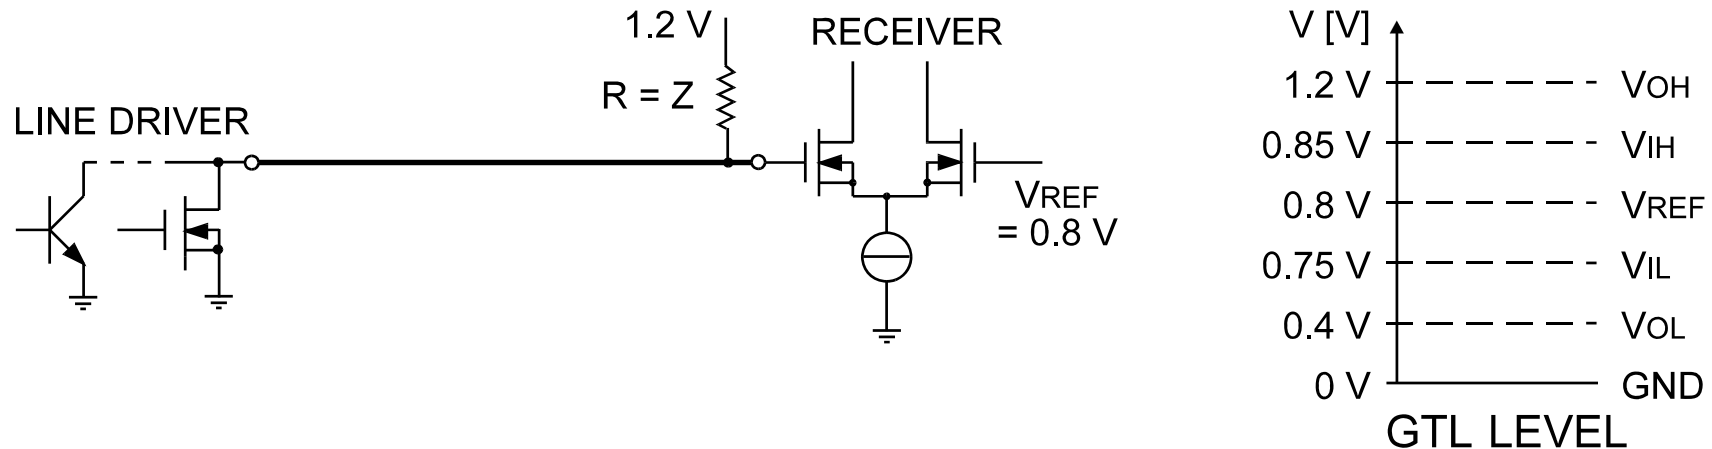 LINE DRIVER
1.2 V
R = Z
RECEIVER
VREF
= 0.8 V
V [V]
1.2 V VOH
0.85 V VIH
0.8 V VREF
0.75 V VIL
0.4 V VOL
0 V GND
GTL LEVEL